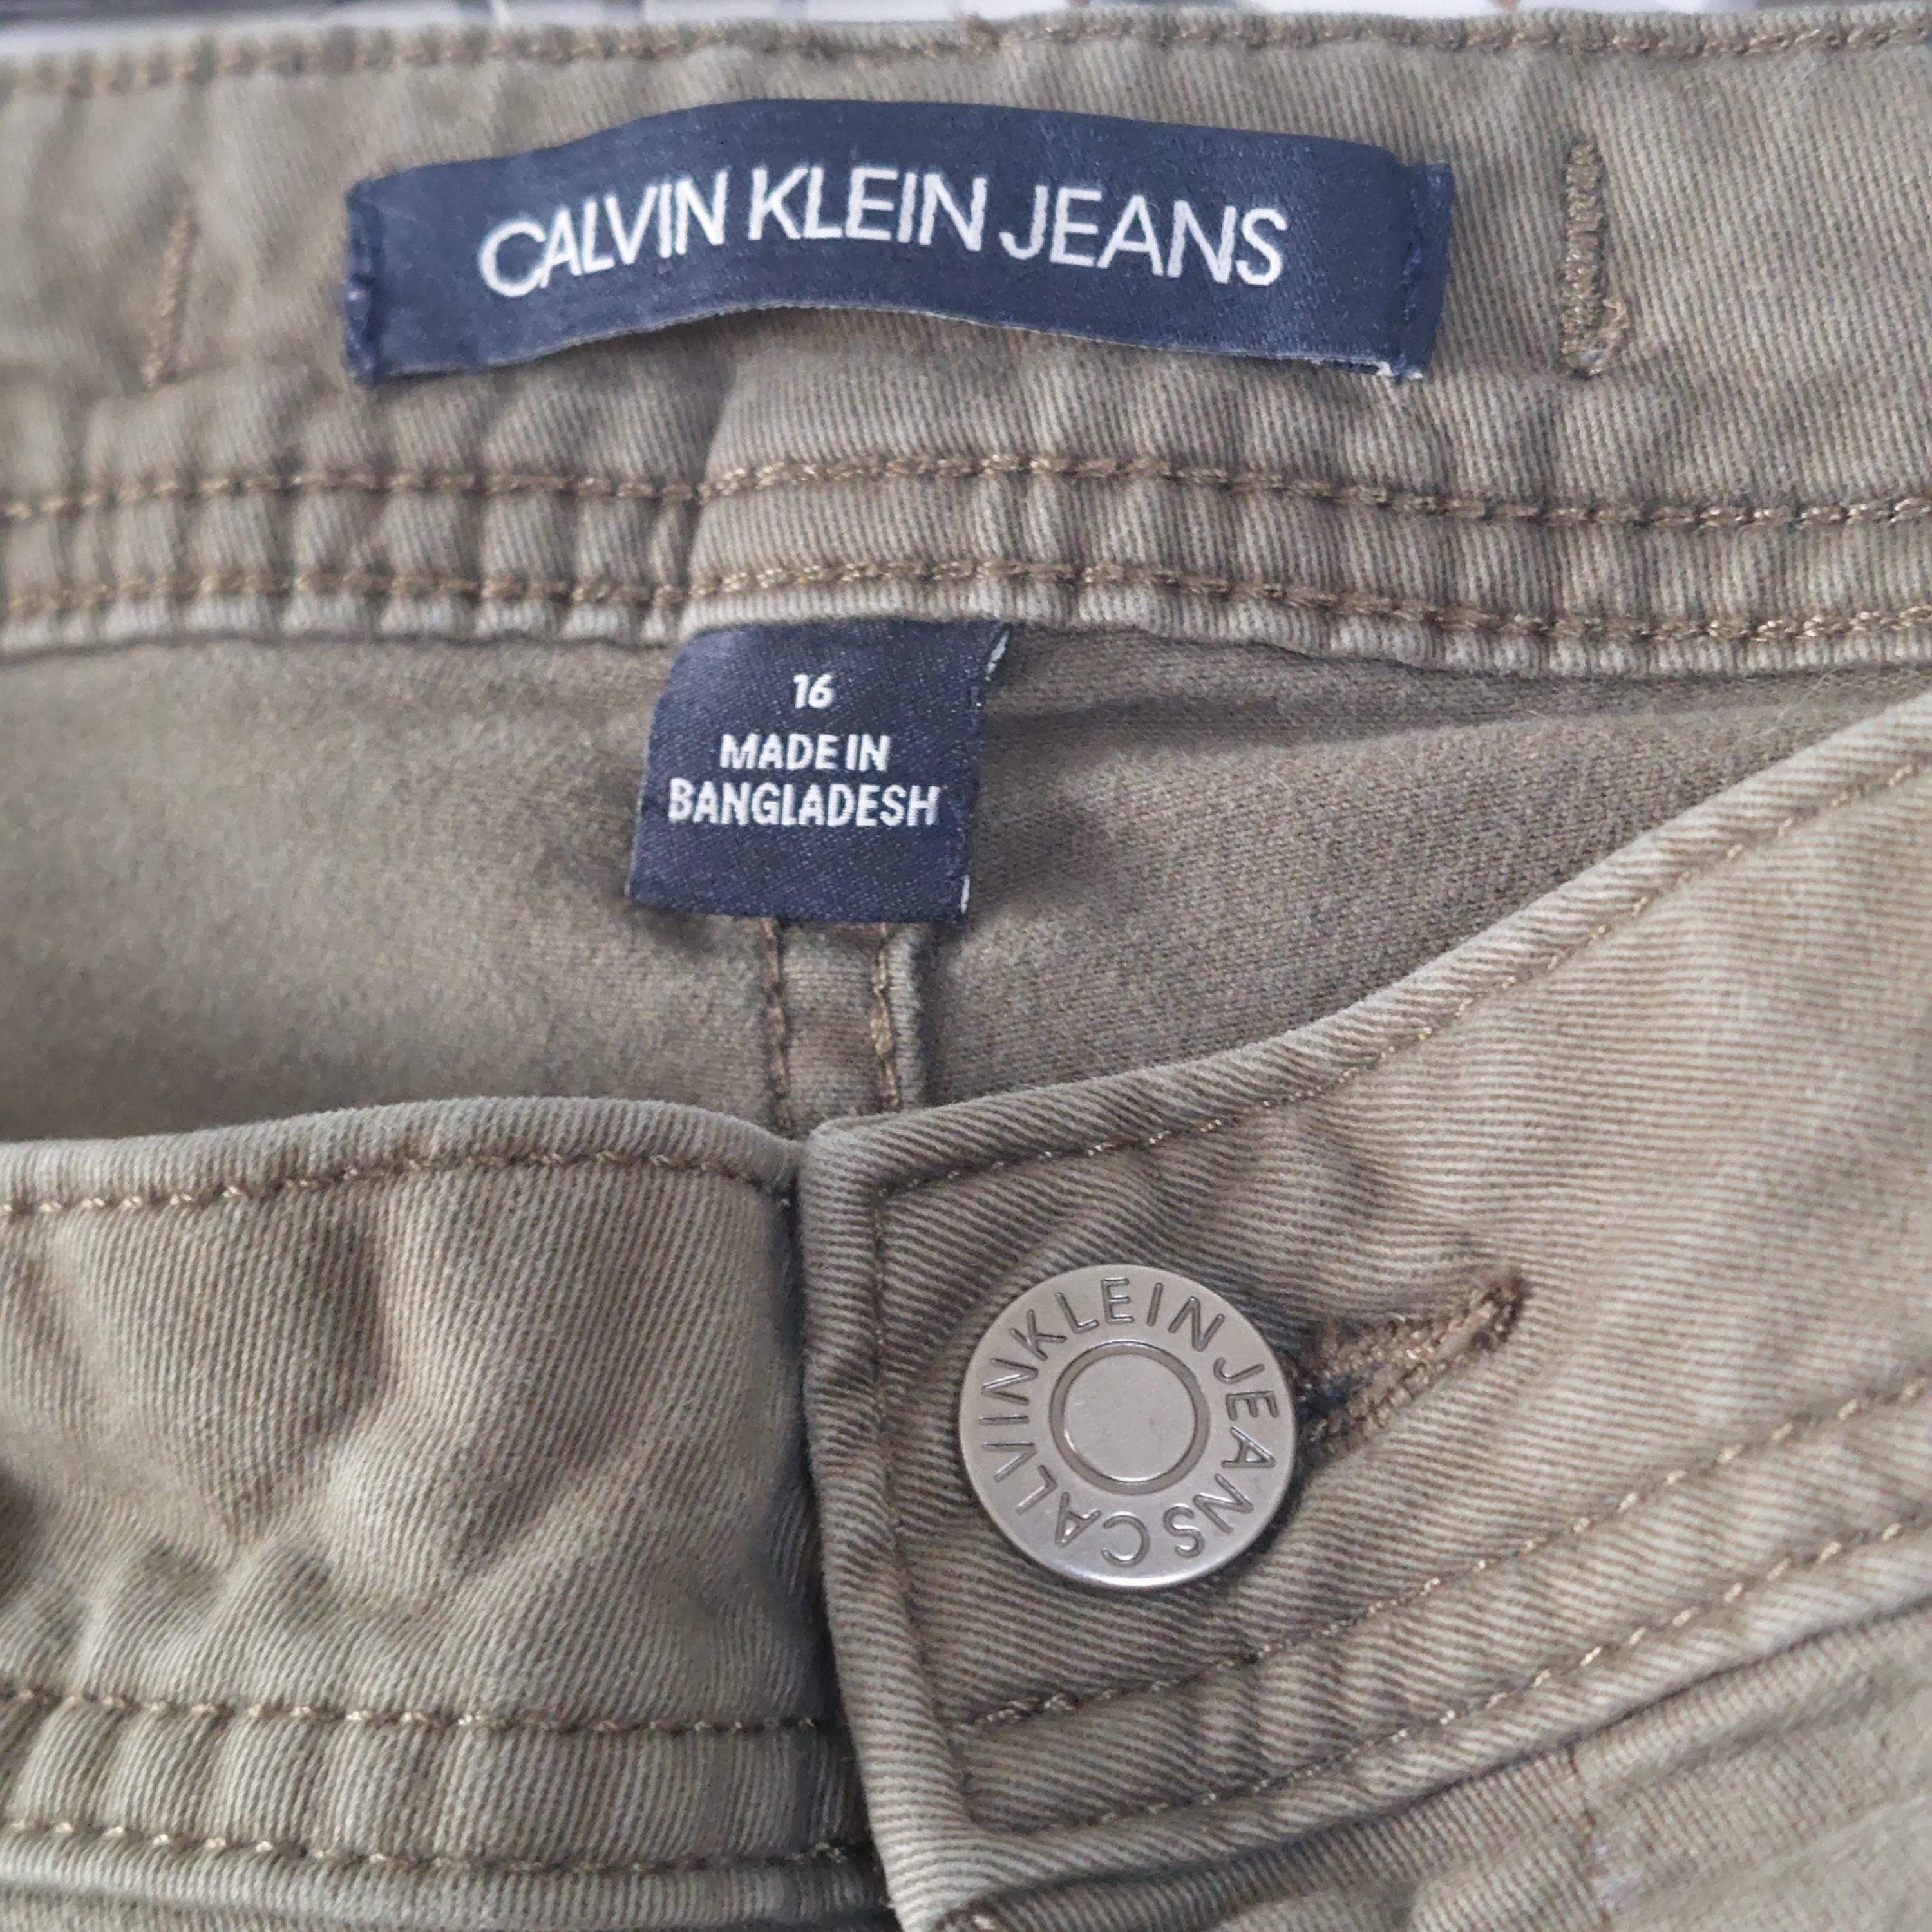 CALVIN KLEIN JEANS
16
MADE IN
BANGLADESH
CALVIN KLEIN JEANS